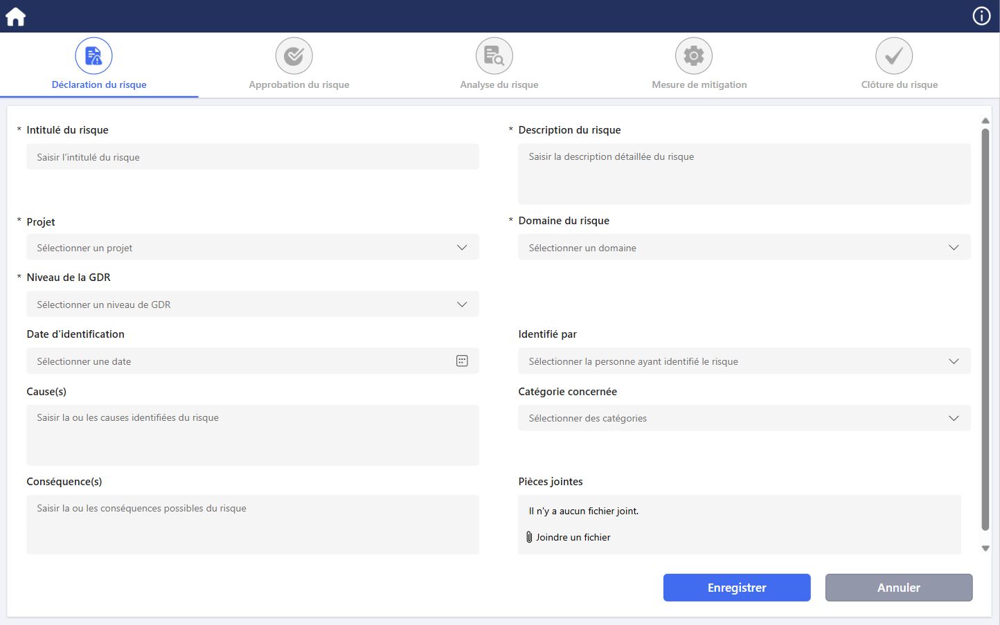 Déclaration du risque
Approbation du risque
Analyse du risque
Mesure de mitigation
Clôture du risque
* Intitulé du risque
Saisir l’intitulé du risque
* Description du risque
Saisir la description détaillée du risque
* Projet
Sélectionner un projet
* Domaine du risque
Sélectionner un domaine
* Niveau de la GDR
Sélectionner un niveau de GDR
Date d'identification
Sélectionner une date
Identifié par
Sélectionner la personne ayant identifié le risque
Cause(s)
Saisir la ou les causes identifiées du risque
Catégorie concernée
Sélectionner des catégories
Conséquence(s)
Saisir la ou les conséquences possibles du risque
Pièces jointes
Il n'y a aucun fichier joint.
Joindre un fichier
Enregistrer
Annuler